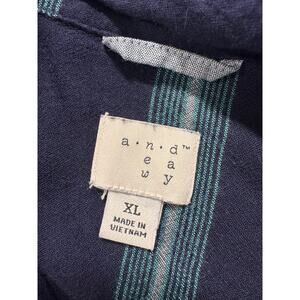 a · n · d™
e a
w y
XL
MADE IN
VIETNAM